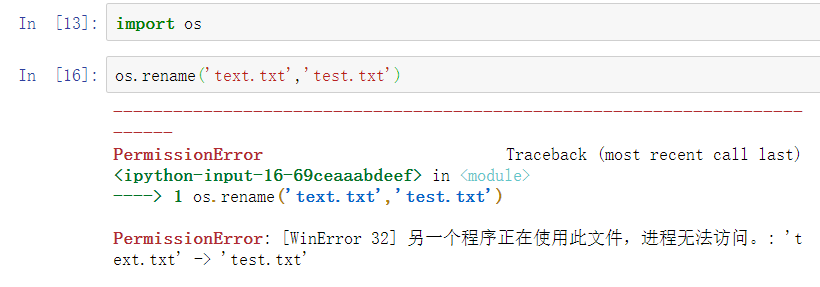 In [13]: import os
In [16]: os.rename('text.txt','test.txt')
---------------------------------------------------------------------
------
PermissionError Traceback (most recent call last)
<ipython-input-16-69ceaaabdeef> in <module>
----> 1 os.rename('text.txt','test.txt')
PermissionError: [WinError 32] 另一个程序正在使用此文件，进程无法访问。: 't
ext.txt' -> 'test.txt'